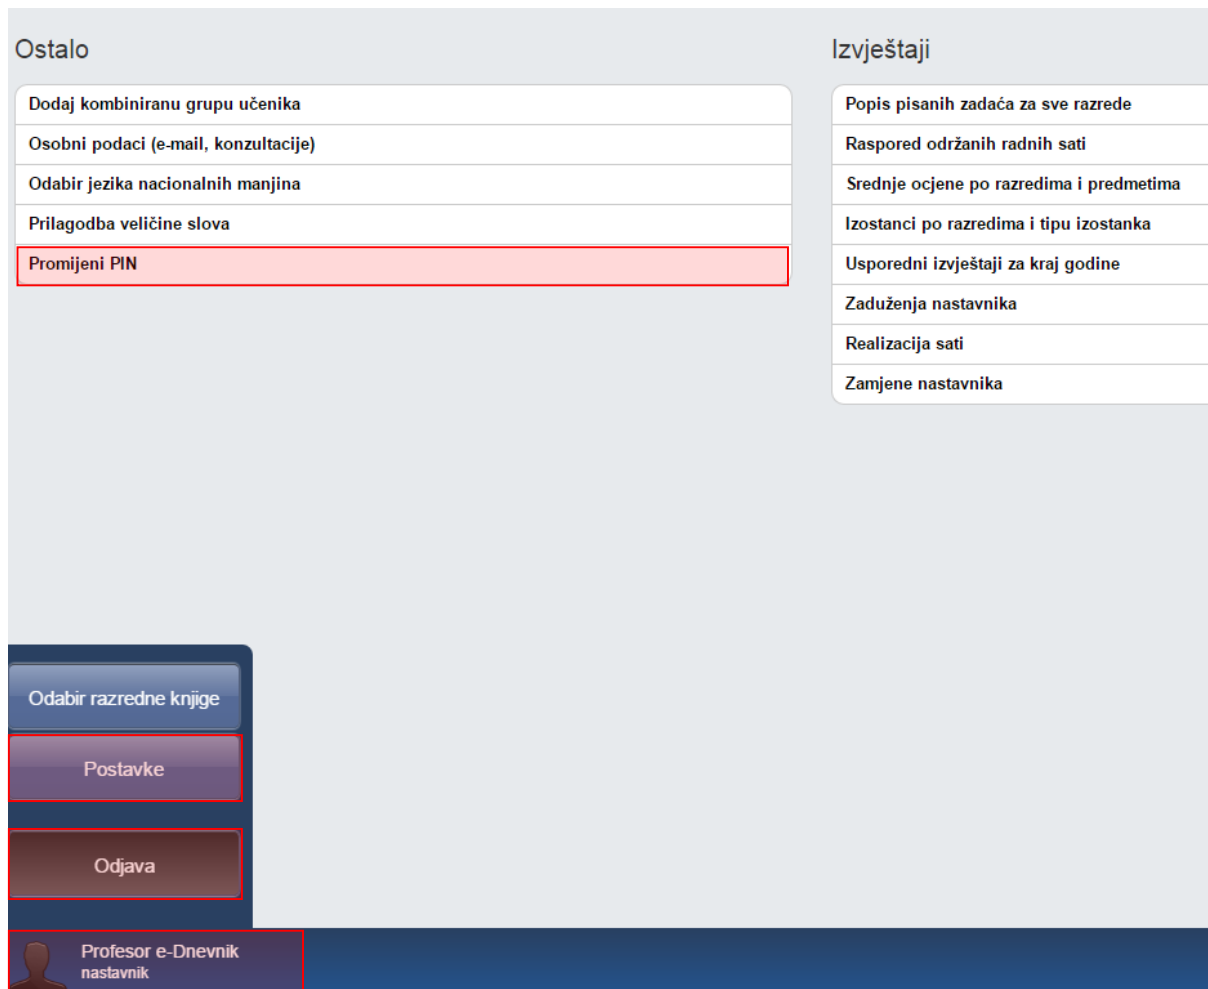 Ostalo
Dodaj kombiniranu grupu učenika
Osobni podaci (e-mail, konzultacije)
Odabir jezika nacionalnih manjina
Prilagodba veličine slova
Promijeni PIN
Izvještaji
Popis pisanih zadaća za sve razrede
Raspored održanih radnih sati
Srednje ocjene po razredima i predmetima
Izostanci po razredima i tipu izostanka
Usporedni izvještaji za kraj godine
Zaduženja nastavnika
Realizacija sati
Zamjene nastavnika
Odabir razredne knjige
Postavke
Odjava
Profesor e-Dnevnik
nastavnik